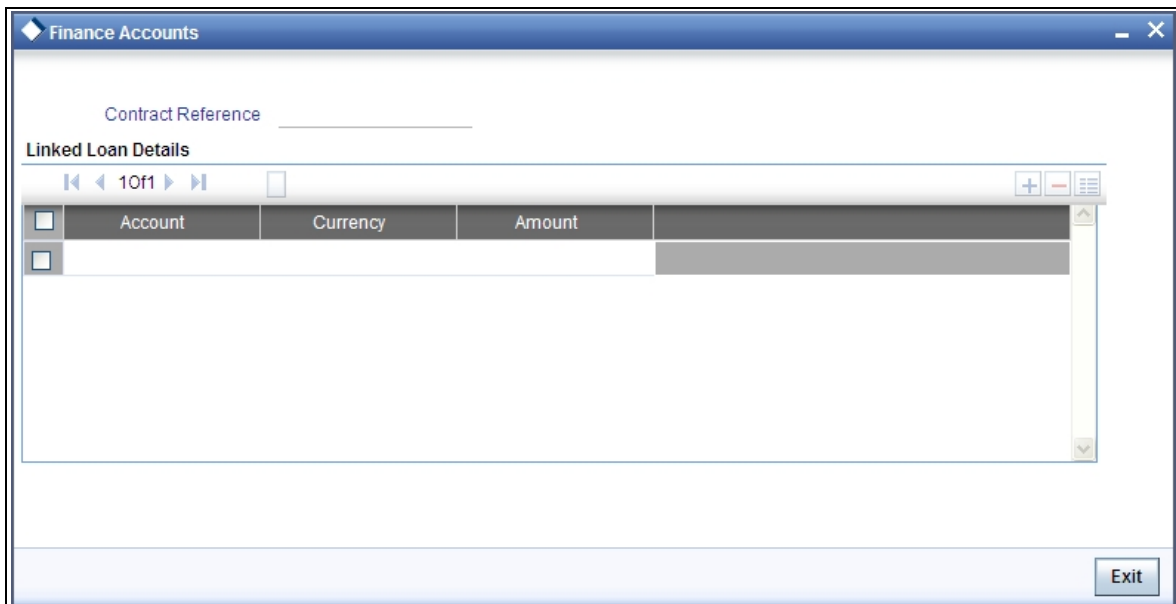 Finance Accounts
Contract Reference
Linked Loan Details
1Of1
Account Currency Amount
Exit